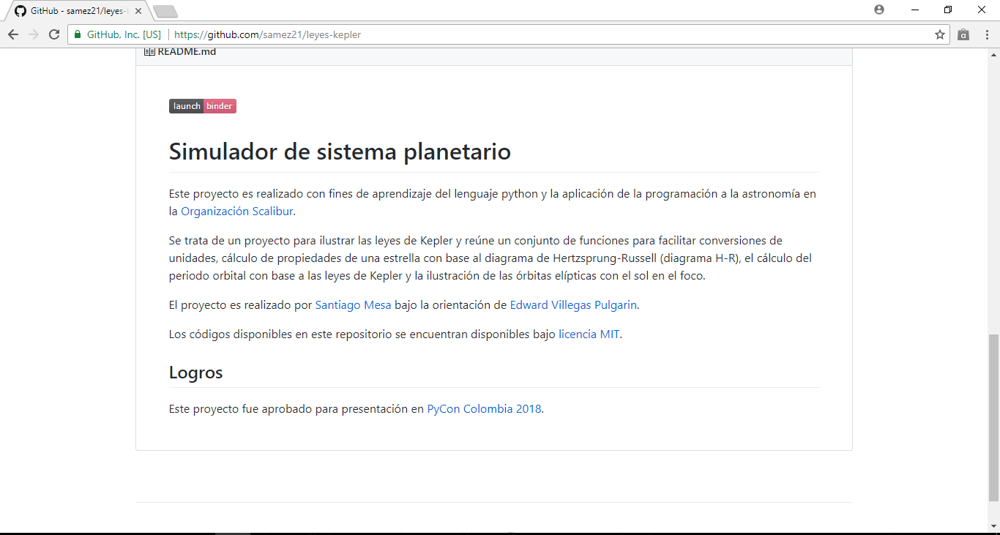 GitHub - samez21/leyes-k
GitHub, Inc. [US]
https://github.com/samez21/leyes-kepler
README.md
launch binder
Simulador de sistema planetario
Este proyecto es realizado con fines de aprendizaje del lenguaje python y la aplicación de la programación a la astronomía en
la Organización Scalibur.
Se trata de un proyecto para ilustrar las leyes de Kepler y reúne un conjunto de funciones para facilitar conversiones de
unidades, cálculo de propiedades de una estrella con base al diagrama de Hertzsprung-Russell (diagrama H-R), el cálculo del
periodo orbital con base a las leyes de Kepler y la ilustración de las órbitas elípticas con el sol en el foco.
El proyecto es realizado por Santiago Mesa bajo la orientación de Edward Villegas Pulgarin.
Los códigos disponibles en este repositorio se encuentran disponibles bajo licencia MIT.
Logros
Este proyecto fue aprobado para presentación en PyCon Colombia 2018.